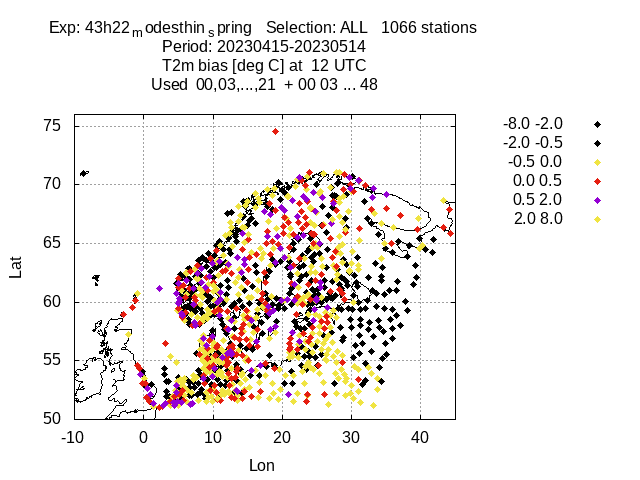 Exp: 43h22modesthinspring Selection: ALL 1066 stations
Period: 20230415-20230514
T2m bias [deg C] at 12 UTC
Used 00,03,...,21 + 00 03 ... 48
-8.0 -2.0
-2.0 -0.5
-0.5 0.0
0.0 0.5
0.5 2.0
2.0 8.0
75
70
65
60
55
50
Lat
-10 0 10 20 30 40
Lon